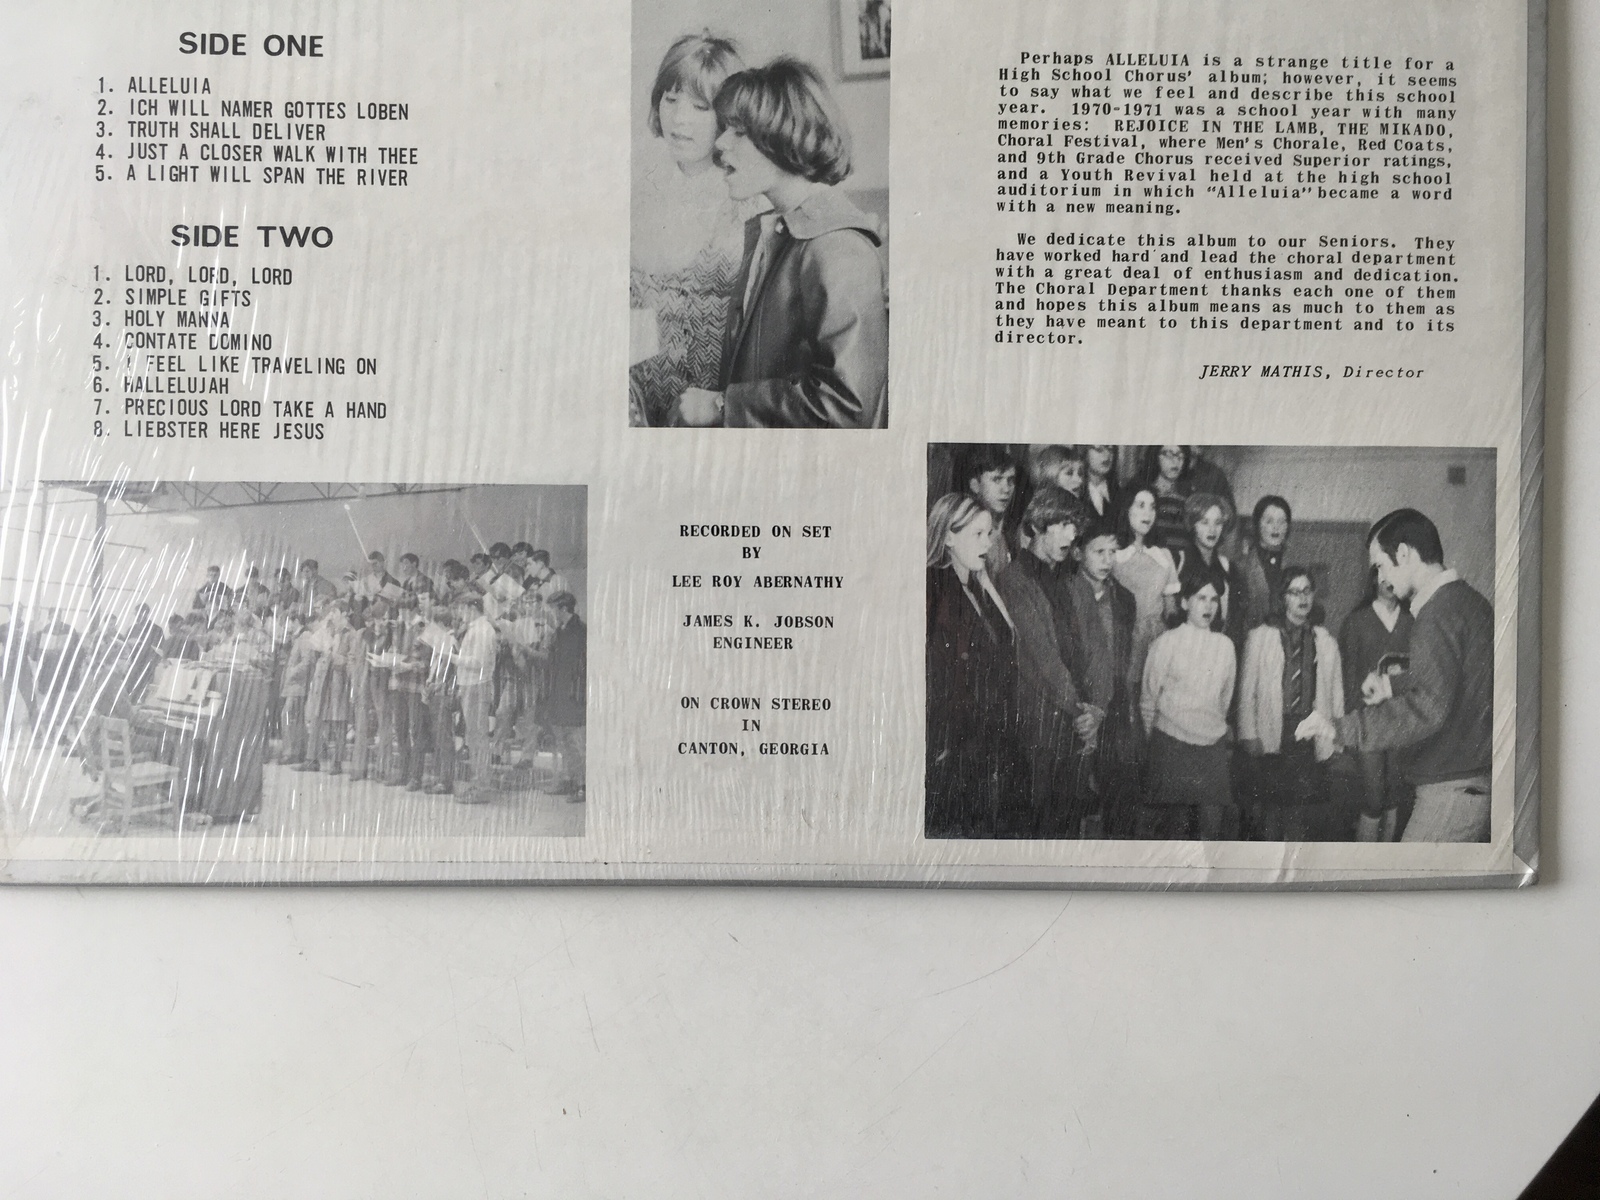 SIDE ONE
1. ALLELUIA
2. ICH WILL NAMER GOTTES LOBEN
3. TRUTH SHALL DELIVER
4. JUST A CLOSER WALK WITH THEE
5. A LIGHT WILL SPAN THE RIVER
SIDE TWO
1. LORD, LORD, LORD
2. SIMPLE GIFTS
3. HOLY MANNA
4. CONTATE DOMINO
5. I FEEL LIKE TRAVELING ON
6. HALLELUJAH
7. PRECIOUS LORD TAKE A HAND
8. LIEBSTER HERE JESUS
RECORDED ON SET
BY
LEE ROY ABERNATHY
JAMES K. JOBSON
ENGINEER
ON CROWN STEREO
IN
CANTON, GEORGIA
Perhaps ALLELUIA is a strange title for a
High School Chorus' album; however, it seems
to say what we feel and describe this school
year. 1970-1971 was a school year with many
memories: REJOICE IN THE LAMB, THE MIKADO,
Choral Festival, where Men's Chorale, Red Coats,
and 9th Grade Chorus received Superior ratings,
and a Youth Revival held at the high school
auditorium in which "Alleluia" became a word
with a new meaning.
We dedicate this album to our Seniors. They
have worked hard and lead the choral department
with a great deal of enthusiasm and dedication.
The Choral Department thanks each one of them
and hopes this album means as much to them as
they have meant to this department and to its
director.
JERRY MATHIS, Director